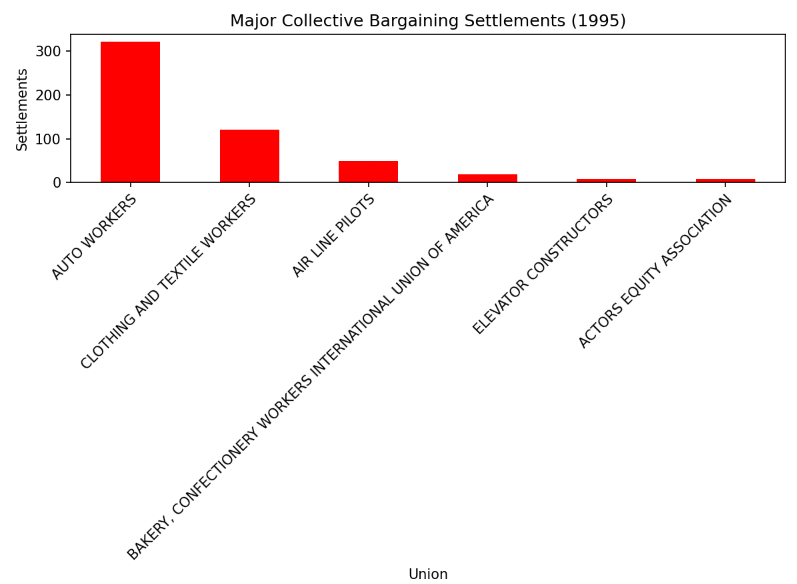 Major Collective Bargaining Settlements (1995)
Settlements
300
200
100
0
AUTO WORKERS
CLOTHING AND TEXTILE WORKERS
AIR LINE PILOTS
BAKERY, CONFECTIONERY WORKERS INTERNATIONAL UNION OF AMERICA
ELEVATOR CONSTRUCTORS
ACTORS EQUITY ASSOCIATION
Union